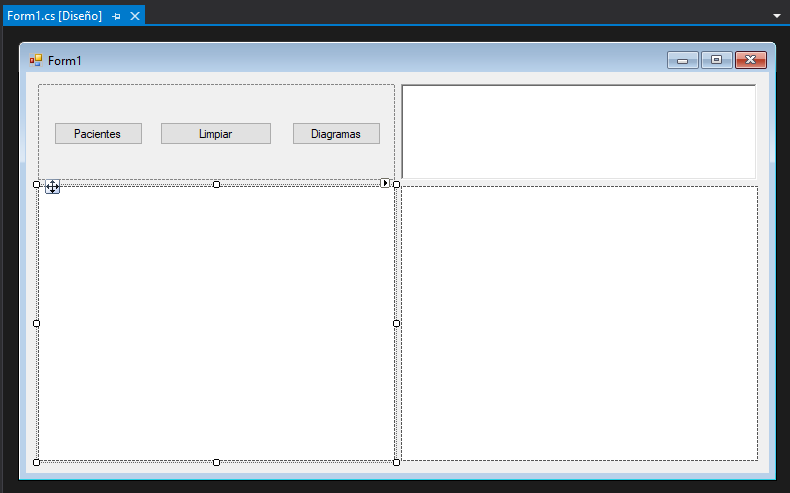 Form1.cs [Diseño]
Form1
Pacientes
Limpiar
Diagramas